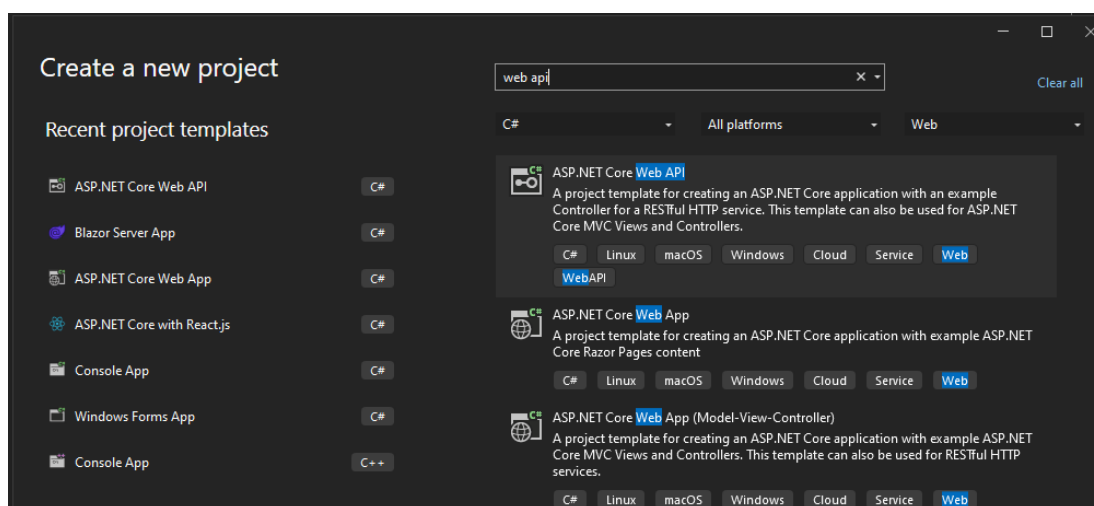 Create a new project
web api
Clear all
C#
All platforms
Web
Recent project templates
ASP.NET Core Web API
C#
Blazor Server App
C#
ASP.NET Core Web App
C#
ASP.NET Core with React.js
C#
Console App
C#
Windows Forms App
C#
Console App
C++
ASP.NET Core Web API
A project template for creating an ASP.NET Core application with an example
Controller for a RESTful HTTP service. This template can also be used for ASP.NET
Core MVC Views and Controllers.
C# Linux macOS Windows Cloud Service Web
WebAPI
ASP.NET Core Web App
A project template for creating an ASP.NET Core application with example ASP.NET
Core Razor Pages content
C# Linux macOS Windows Cloud Service Web
ASP.NET Core Web App (Model-View-Controller)
A project template for creating an ASP.NET Core application with example ASP.NET
Core MVC Views and Controllers. This template can also be used for RESTful HTTP
services.
C# Linux macOS Windows Cloud Service Web